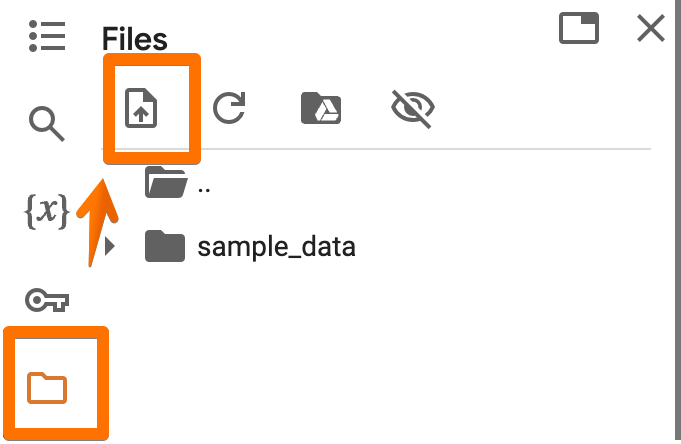 Files
..
{x}
sample_data